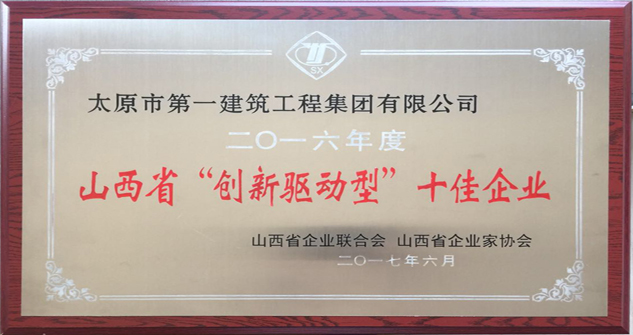 SX
太原市第一建筑工程集团有限公司
二〇一六年度
山西省“创新驱动型”十佳企业
山西省企业联合会 山西省企业家协会
二〇一七年六月